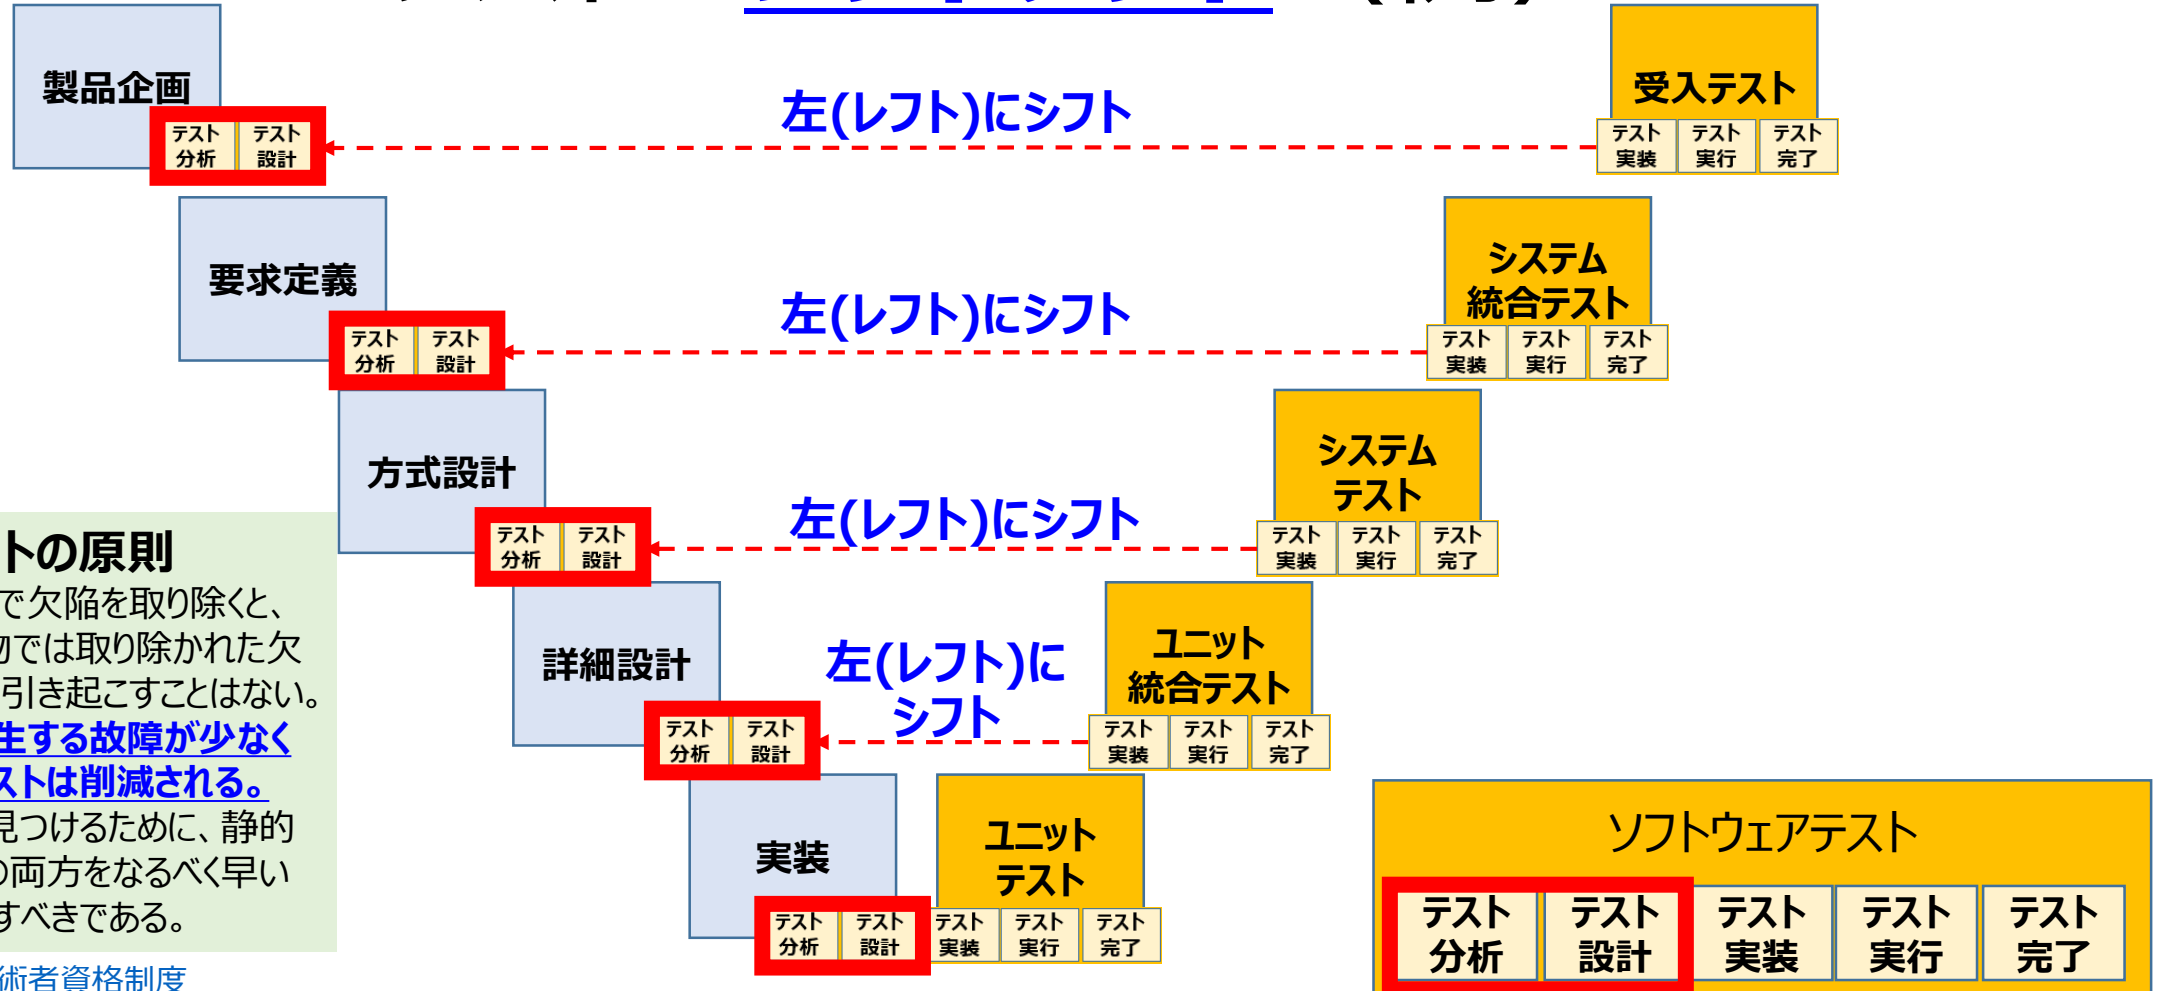 製品企画
テスト
分析
テスト
設計
左(レフト)にシフト
受入テスト
テスト
実装
テスト
実行
テスト
完了
要求定義
テスト
分析
テスト
設計
左(レフト)にシフト
システム
統合テスト
テスト
実装
テスト
実行
テスト
完了
方式設計
テスト
分析
テスト
設計
左(レフト)にシフト
システム
テスト
テスト
実装
テスト
実行
テスト
完了
トの原則
で欠陥を取り除くと、
物では取り除かれた欠
引き起こすことはない。
生する故障が少なく
ストは削減される。
見つけるために、静的
の両方をなるべく早い
すべきである。
術者資格制度
詳細設計
テスト
分析
テスト
設計
左(レフト)に
シフト
ユニット
統合テスト
テスト
実装
テスト
実行
テスト
完了
実装
テスト
分析
テスト
設計
ユニット
テスト
テスト
実装
テスト
実行
テスト
完了
ソフトウェアテスト
テスト
分析
テスト
設計
テスト
実装
テスト
実行
テスト
完了